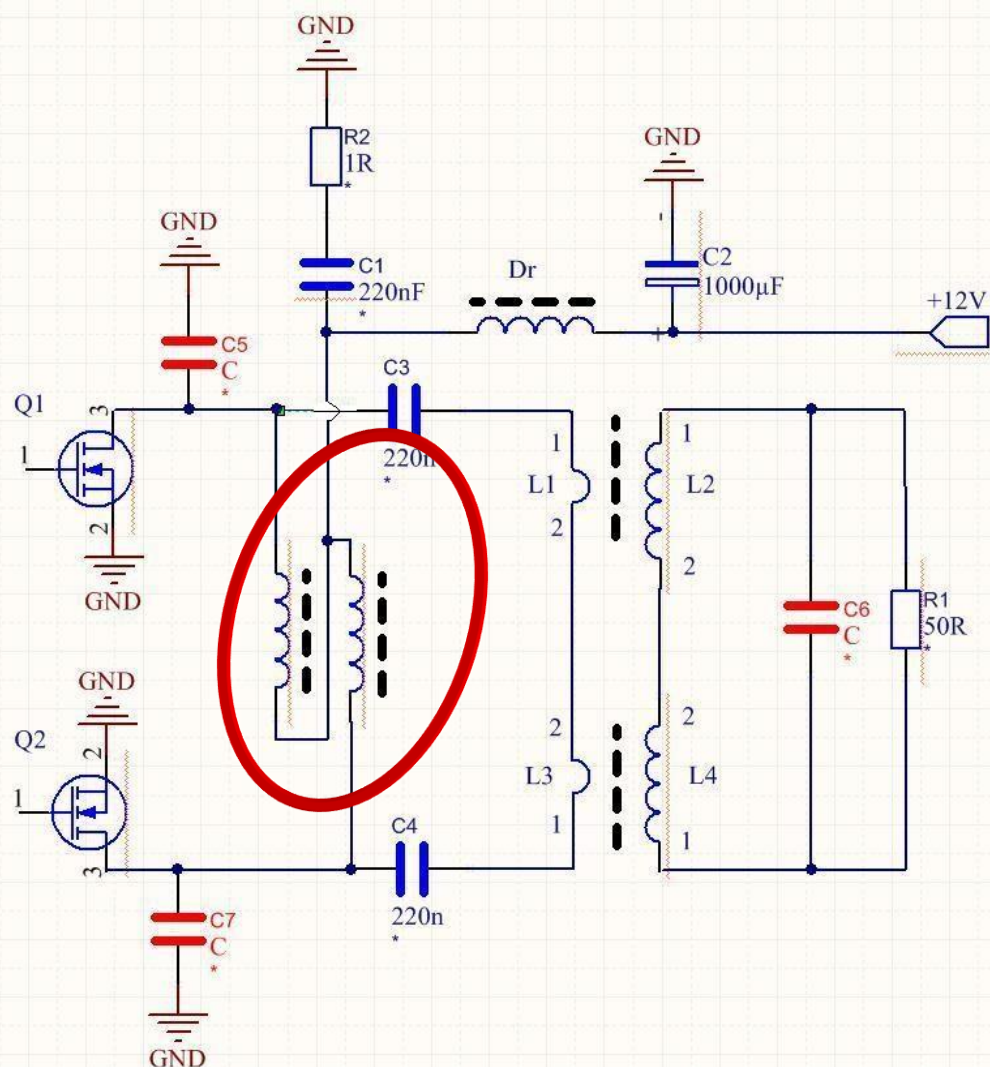 GND
R2
1R
*
GND
GND
C1
220nF
*
Dr
-
C2
1000µF
+
+12V
C5
C
*
C3
220n
*
Q1
3
1
2
GND
1
L1
2
1
L2
2
C6
C
*
R1
50R
*
GND
Q2
2
1
3
2
L3
1
2
L4
1
C4
220n
*
C7
C
*
GND